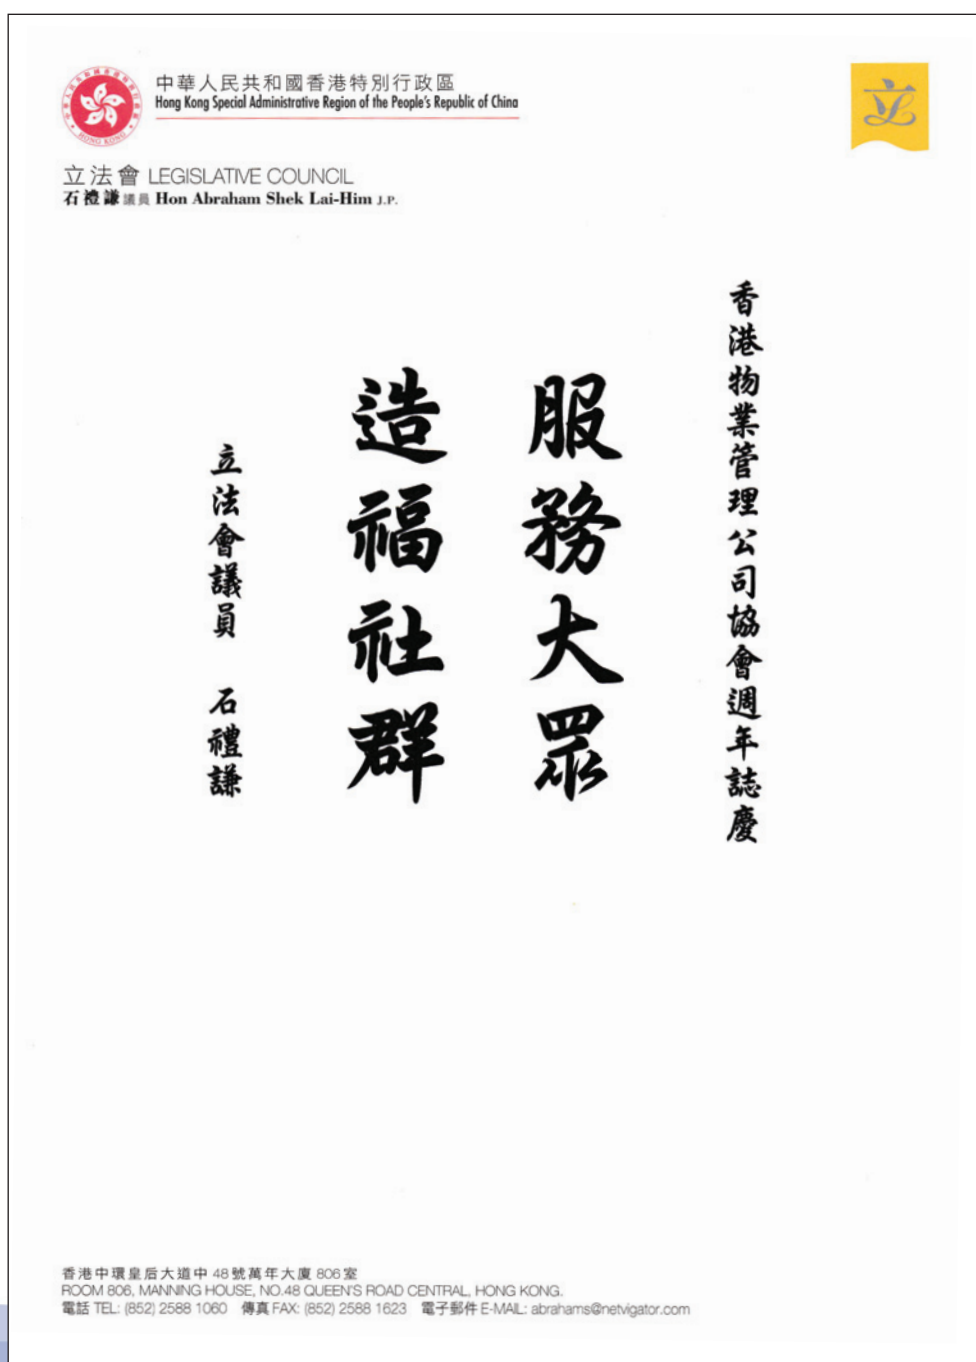 中華人民共和國香港特別行政區
Hong Kong Special Administrative Region of the People's Republic of China
立法會 LEGISLATIVE COUNCIL
石禮謙 議員 Hon Abraham Shek Lai-Him J.P.
香港物業管理公司協會週年誌慶
服務大眾
造福社群
立法會議員 石禮謙
香港中環皇后大道中 48 號萬年大廈 806 室
ROOM 806, MANNING HOUSE, NO.48 QUEEN'S ROAD CENTRAL, HONG KONG.
電話 TEL: (852) 2588 1060 傳真 FAX: (852) 2588 1623 電子郵件 E-MAIL: abrahams@netvigator.com